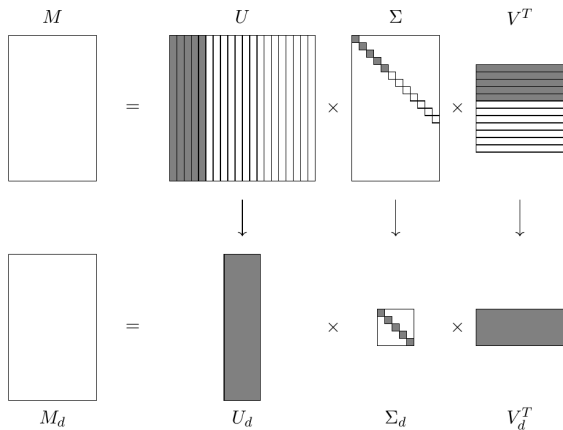 M U Σ V^T
= × ×
= × ×
M_d U_d Σ_d V_d^T